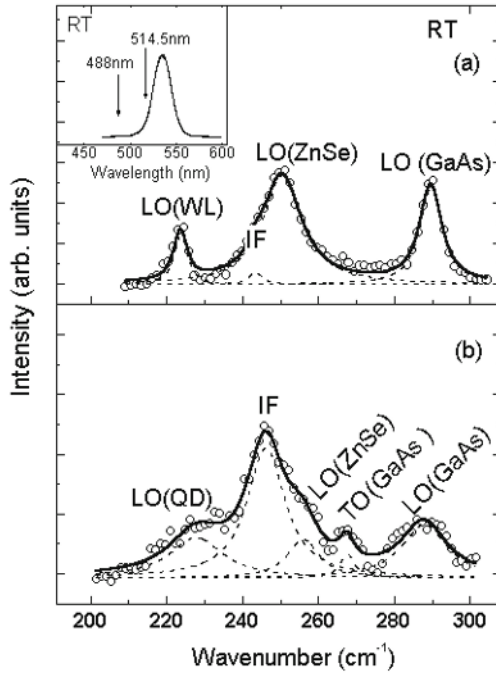 RT
514.5nm
488nm
450 500 550 600
Wavelength (nm)
RT
(a)
LO(ZnSe)
LO (GaAs)
LO(WL)
IF
Intensity (arb. units)
(b)
IF
LO(ZnSe)
TO(GaAs)
LO(GaAs)
LO(QD)
200 220 240 260 280 300
Wavenumber (cm⁻¹)